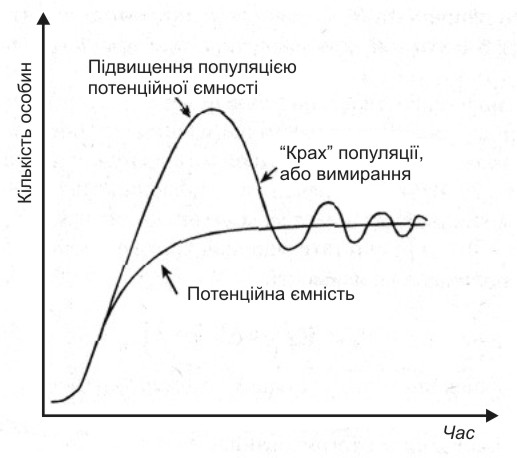 Підвищення популяцією
потенційної ємності
Кількість особин
“Крах” популяції,
або вимирання
Потенційна ємність
Час